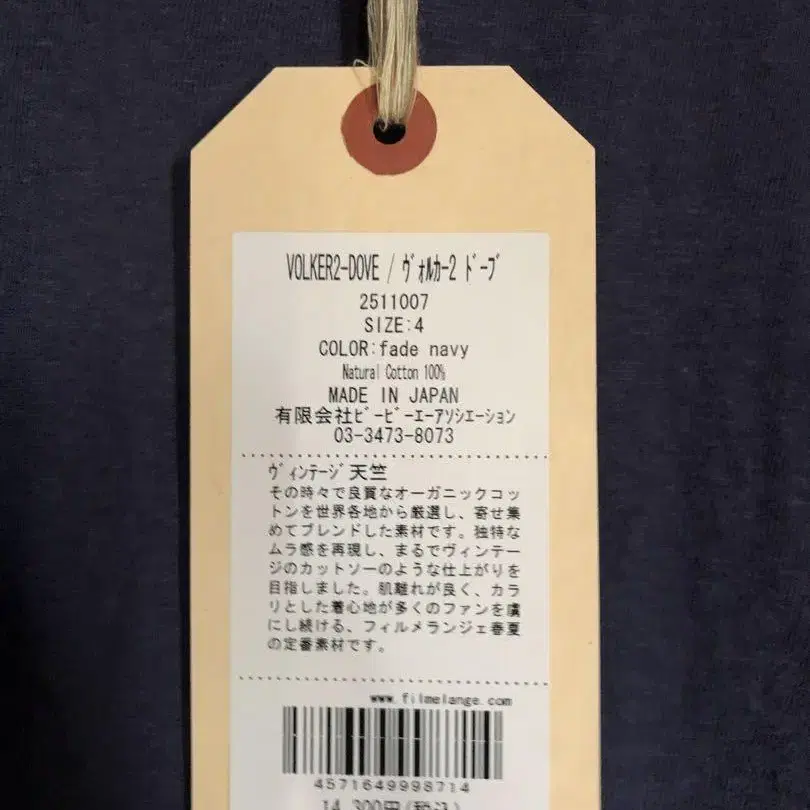 VOLKER2-DOVE / ヴォルカー2 ドーブ
2511007
SIZE:4
COLOR:fade navy
Natural Cotton 100%
MADE IN JAPAN
有限会社ビービーエーアソシエーション
03-3473-8073
ヴィンテージ天竺
その時々で良質なオーガニックコッ
トンを世界各地から厳選し、寄せ集
めてブレンドした素材です。独特な
ムラ感を再現し、まるでヴィンテー
ジのカットソーのような仕上がりを
目指しました。肌離れが良く、カラ
リとした着心地が多くのファンを虜
にし続ける、フィルメランジェ春夏
の定番素材です。
www.filmelange.com
4571649998714
14,300円(税込)